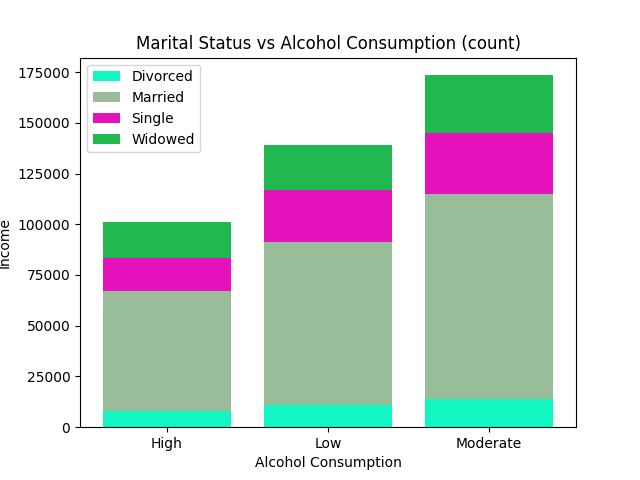 Marital Status vs Alcohol Consumption (count)
175000
150000
125000
100000
75000
50000
25000
0
Income
Divorced
Married
Single
Widowed
High
Low
Moderate
Alcohol Consumption